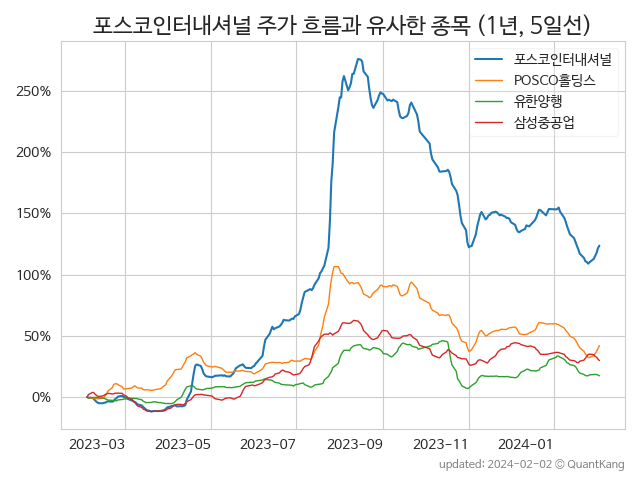 포스코인터내셔널 주가 흐름과 유사한 종목 (1년, 5일선)
포스코인터내셔널
POSCO홀딩스
유한양행
삼성중공업
250%
200%
150%
100%
50%
0%
2023-03 2023-05 2023-07 2023-09 2023-11 2024-01
updated: 2024-02-02 © QuantKang